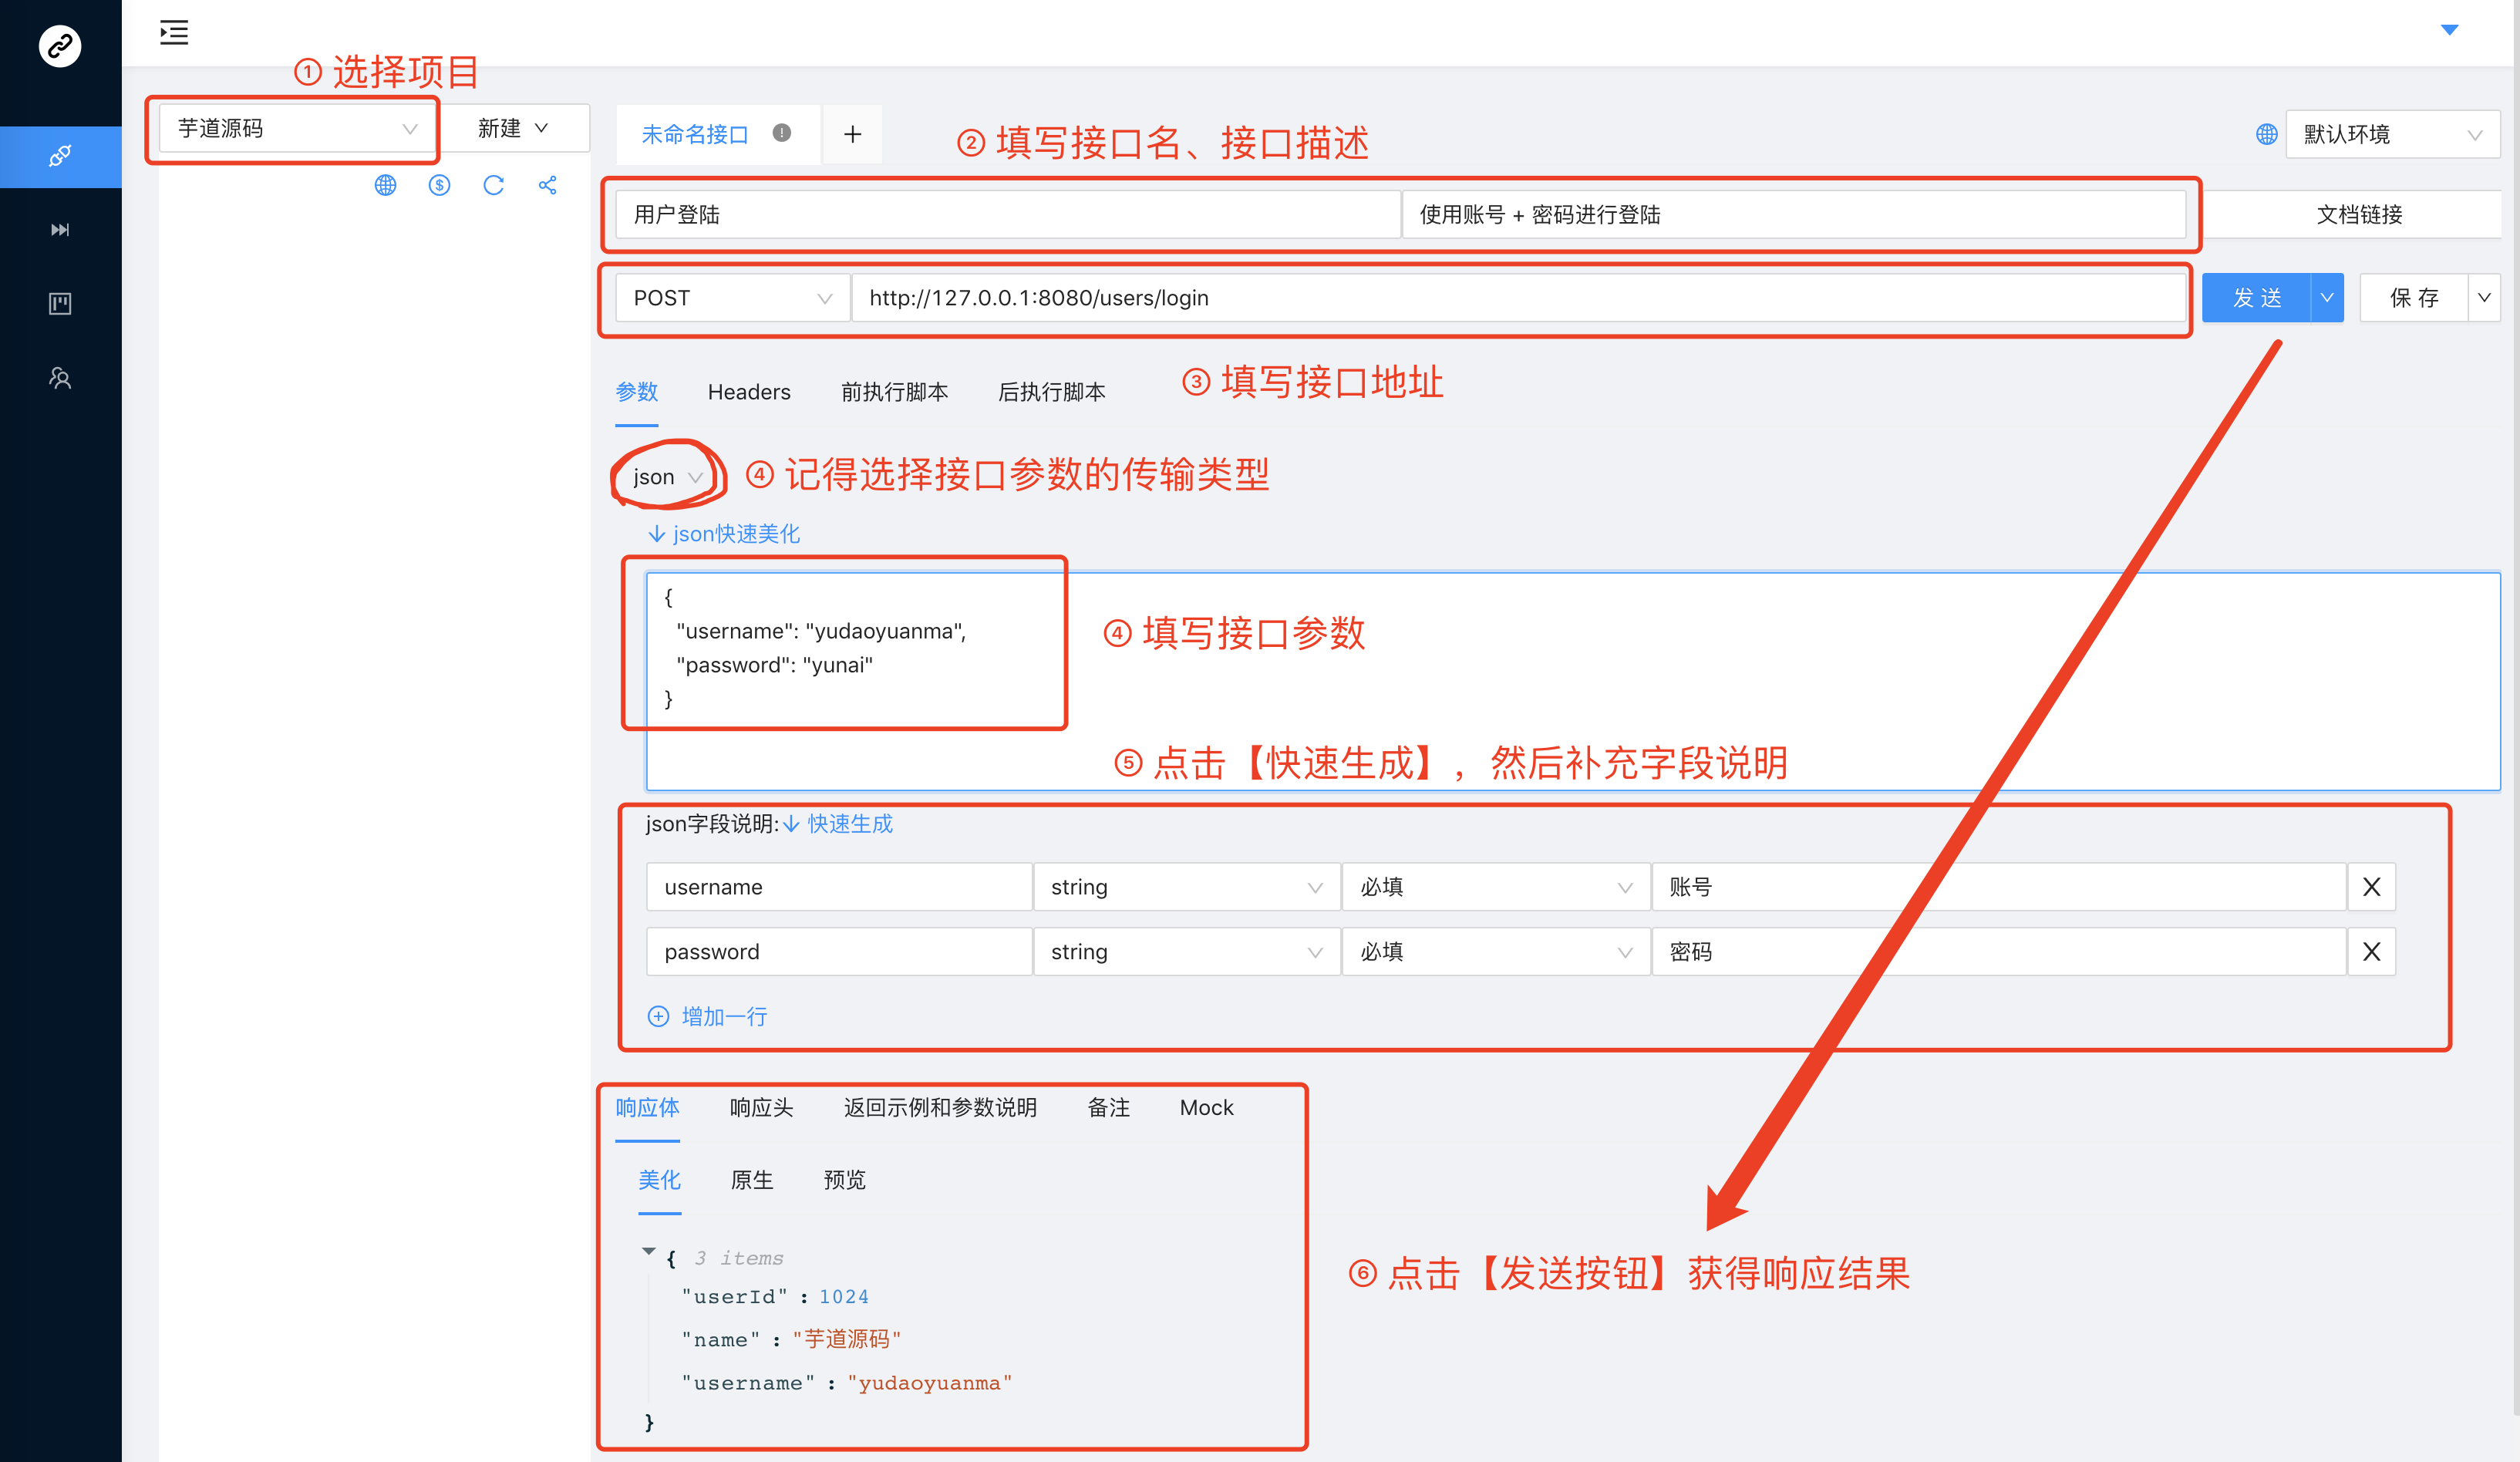 ① 选择项目
芋道源码
新建
未命名接口
+
② 填写接口名、接口描述
默认环境
用户登陆
使用账号 + 密码进行登陆
文档链接
POST
http://127.0.0.1:8080/users/login
发 送
保 存
参数
Headers
前执行脚本
后执行脚本
③ 填写接口地址
json
④ 记得选择接口参数的传输类型
json快速美化
{
"username": "yudaoyuanma",
"password": "yunai"
}
④ 填写接口参数
⑤ 点击【快速生成】，然后补充字段说明
json字段说明:
快速生成
username
string
必填
账号
X
password
string
必填
密码
X
增加一行
响应体
响应头
返回示例和参数说明
备注
Mock
美化
原生
预览
{ 3 items
"userId" : 1024
"name" : "芋道源码"
"username" : "yudaoyuanma"
}
⑥ 点击【发送按钮】获得响应结果